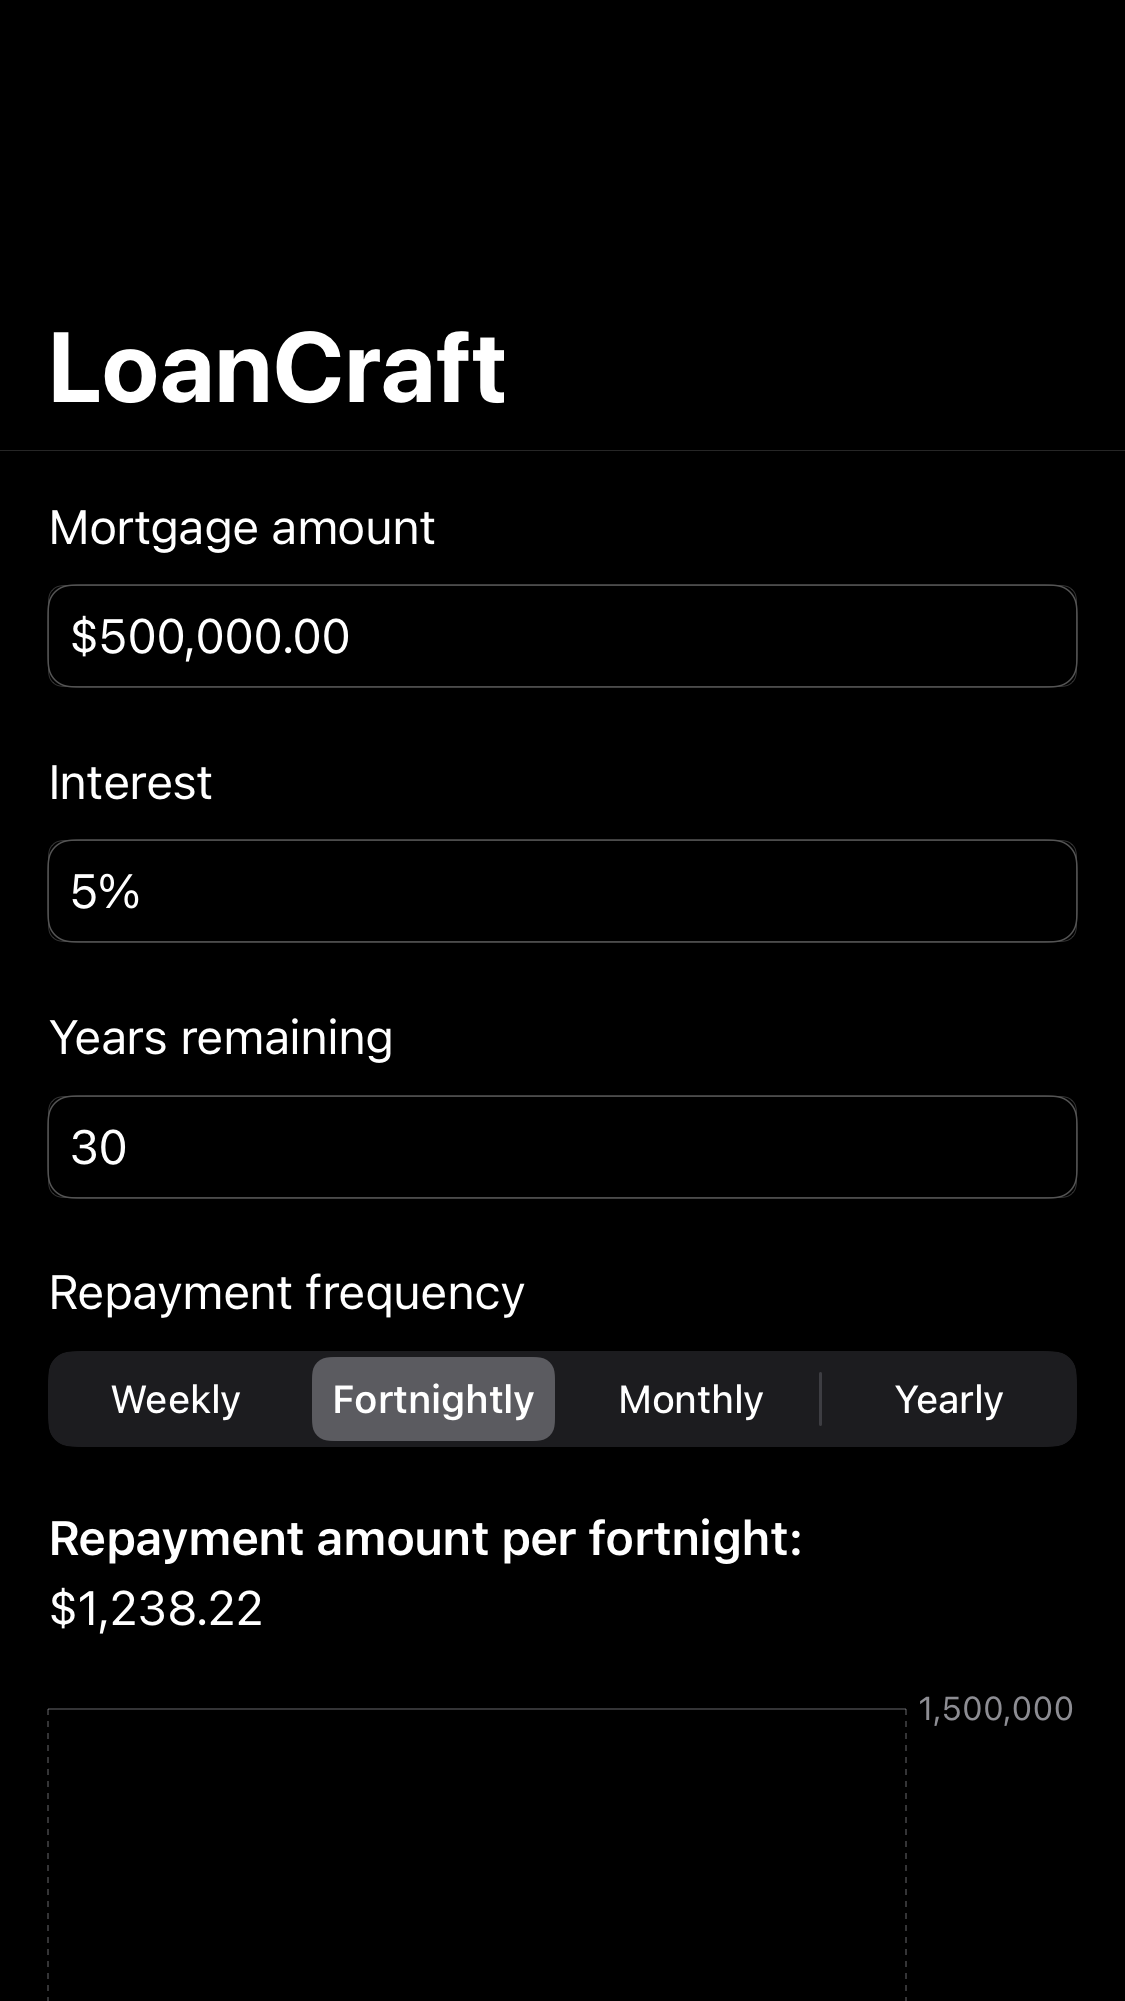 LoanCraft
Mortgage amount
$500,000.00
Interest
5%
Years remaining
30
Repayment frequency
Weekly Fortnightly Monthly Yearly
Repayment amount per fortnight:
$1,238.22
1,500,000